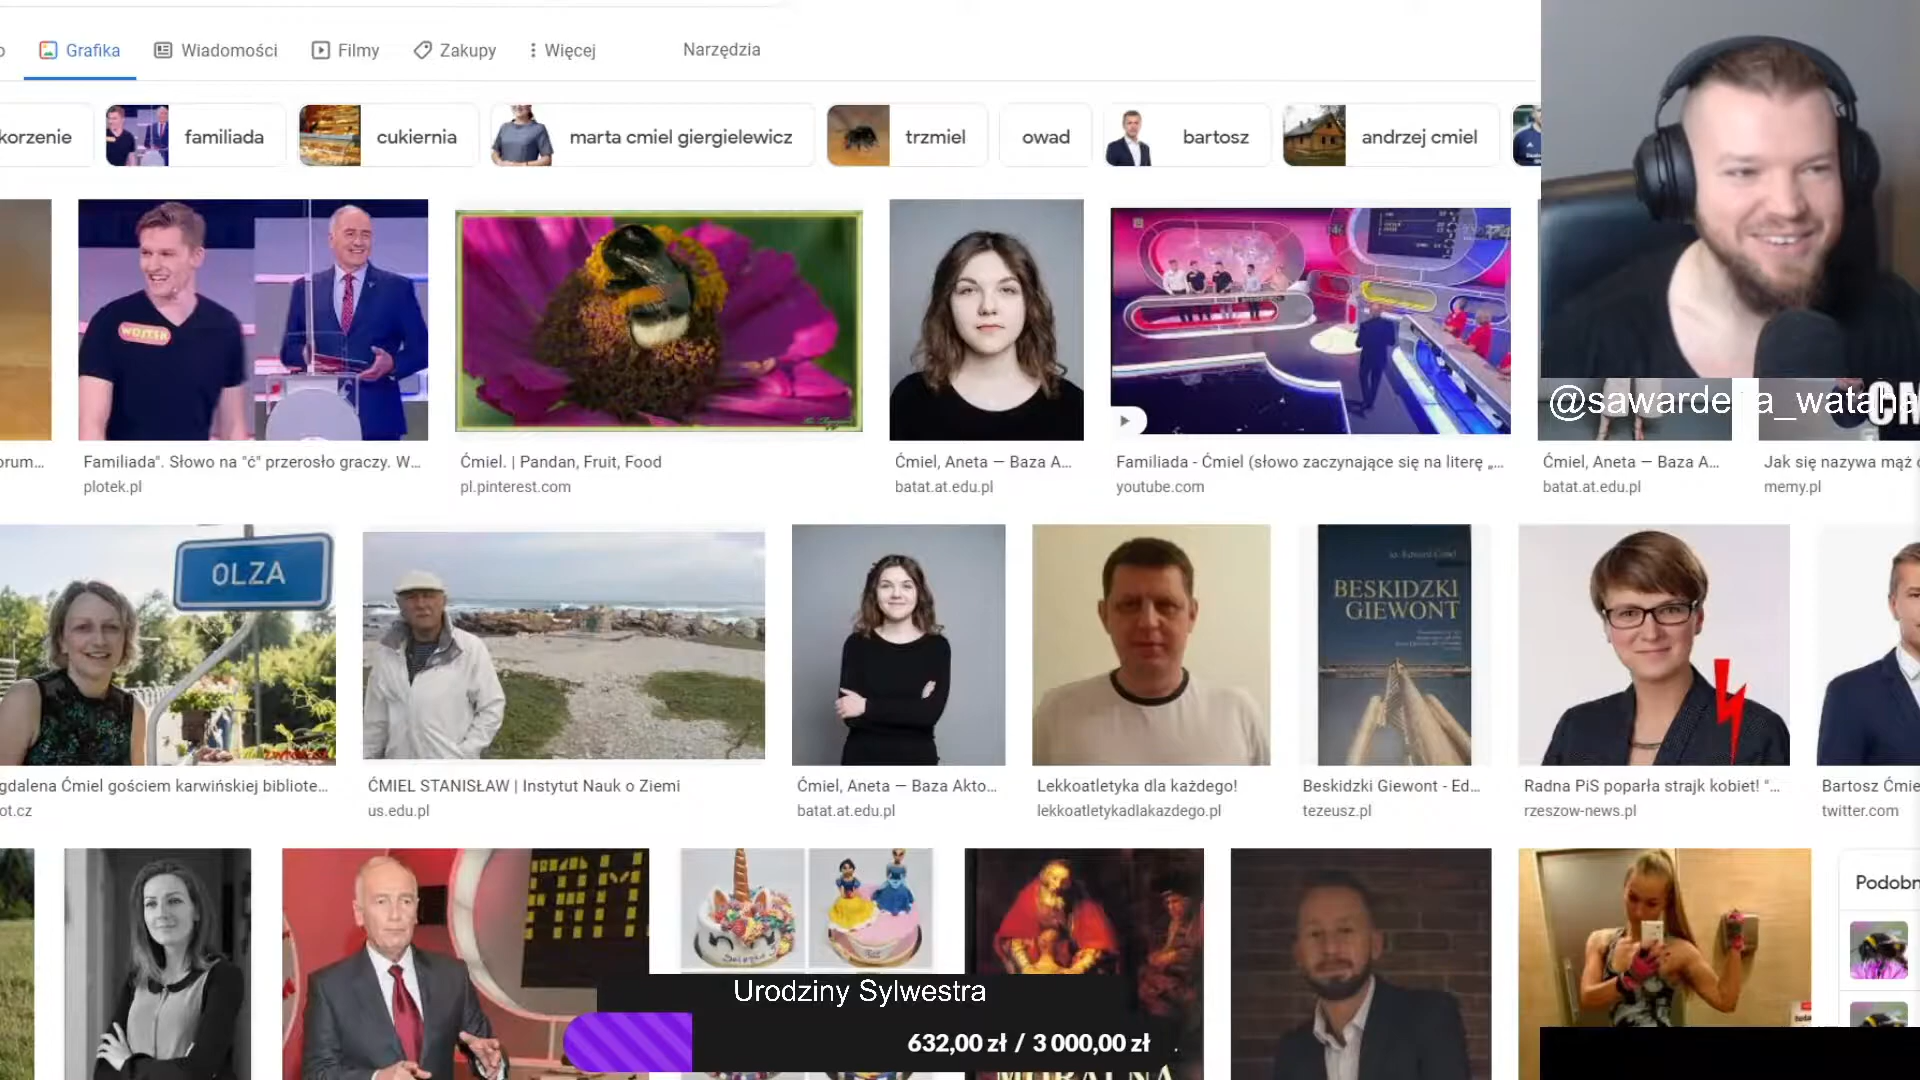 Grafika
Wiadomości
Filmy
Zakupy
Więcej
Narzędzia
korzenie
familiada
cukiernia
marta cmiel giergielewicz
trzmiel
owad
bartosz
andrzej cmiel
WOJTEK
@sawardega_wataha
orum...
Familiada". Słowo na "ć" przerosło graczy. W...
plotek.pl
Ćmiel. | Pandan, Fruit, Food
pl.pinterest.com
Ćmiel, Aneta — Baza A...
batat.at.edu.pl
Familiada - Ćmiel (słowo zaczynające się na literę „...
youtube.com
Ćmiel, Aneta — Baza A...
batat.at.edu.pl
Jak się nazywa mąż
memy.pl
OLZA
BESKIDZKI
GIEWONT
gdalena Ćmiel gościem karwińskiej bibliote...
ot.cz
ĆMIEL STANISŁAW | Instytut Nauk o Ziemi
us.edu.pl
Ćmiel, Aneta — Baza Akto...
batat.at.edu.pl
Lekkoatletyka dla każdego!
lekkoatletykadlakazdego.pl
Beskidzki Giewont - Ed...
tezeusz.pl
Radna PiS poparła strajk kobiet! "...
rzeszow-news.pl
Bartosz Ćmie
twitter.com
Podobn
Urodziny Sylwestra
632,00 zł / 3 000,00 zł